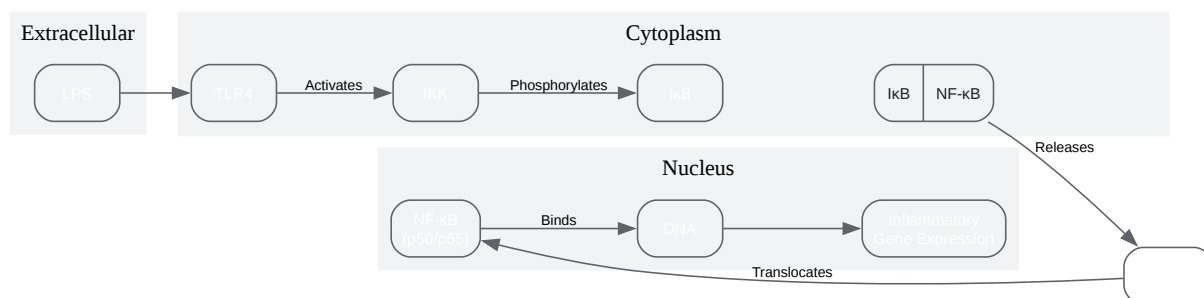 Extracellular
Cytoplasm
LPS
TLR4
Activates
IKK
Phosphorylates
IκB
IκB
NF-κB
Releases
Nucleus
NF-κB
(p50/p65)
Binds
DNA
Inflammatory
Gene Expression
Translocates